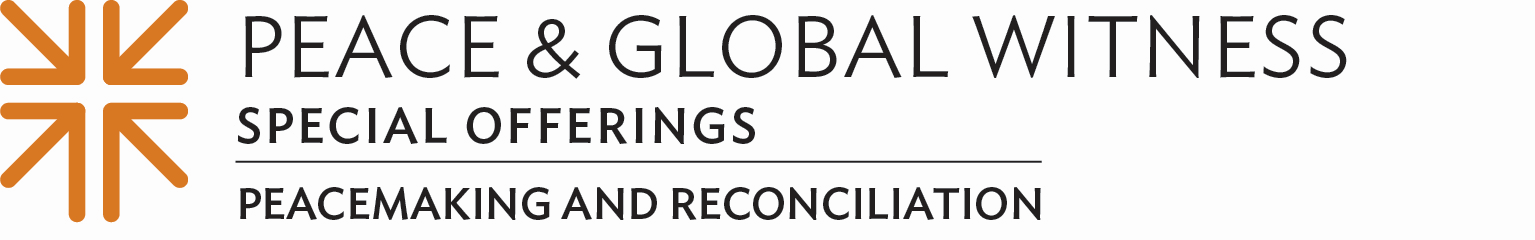 PEACE & GLOBAL WITNESS
SPECIAL OFFERINGS
PEACEMAKING AND RECONCILIATION